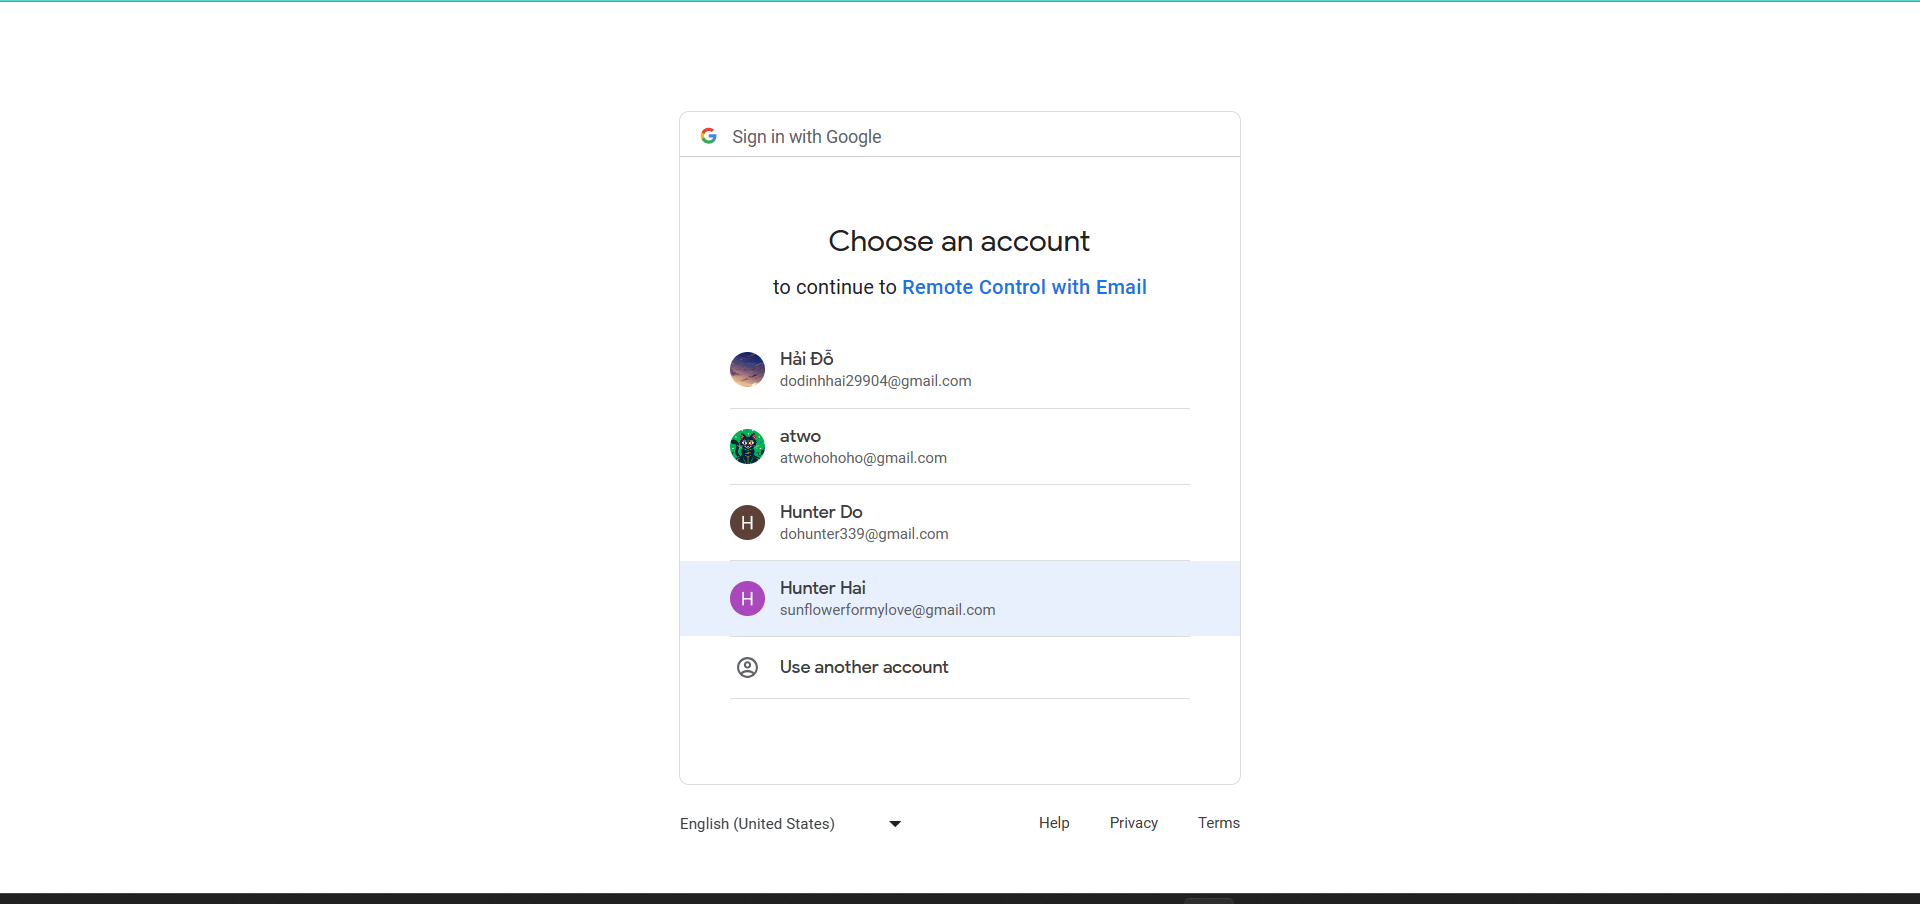 Sign in with Google
Choose an account
to continue to Remote Control with Email
Hải Đỗ
dodinhhai29904@gmail.com
atwo
atwohohoho@gmail.com
H
Hunter Do
dohunter339@gmail.com
H
Hunter Hai
sunflowerformylove@gmail.com
Use another account
English (United States)
Help
Privacy
Terms